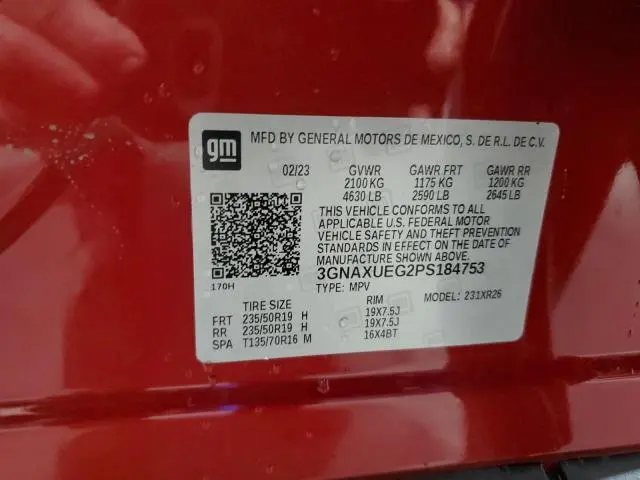 gm
MFD BY GENERAL MOTORS DE MEXICO, S. DE R.L. DE C.V.
02/23 GVWR GAWR FRT GAWR RR
2100 KG 1175 KG 1200 KG
4630 LB 2590 LB 2645 LB
THIS VEHICLE CONFORMS TO ALL
APPLICABLE U.S. FEDERAL MOTOR
VEHICLE SAFETY AND THEFT PREVENTION
STANDARDS IN EFFECT ON THE DATE OF
MANUFACTURE SHOWN ABOVE.
3GNAXUEG2PS184753
170H TYPE: MPV MODEL: 231XR26
TIRE SIZE RIM
FRT 235/50R19 H 19X7.5J
RR 235/50R19 H 19X7.5J
SPA T135/70R16 M 16X4BT